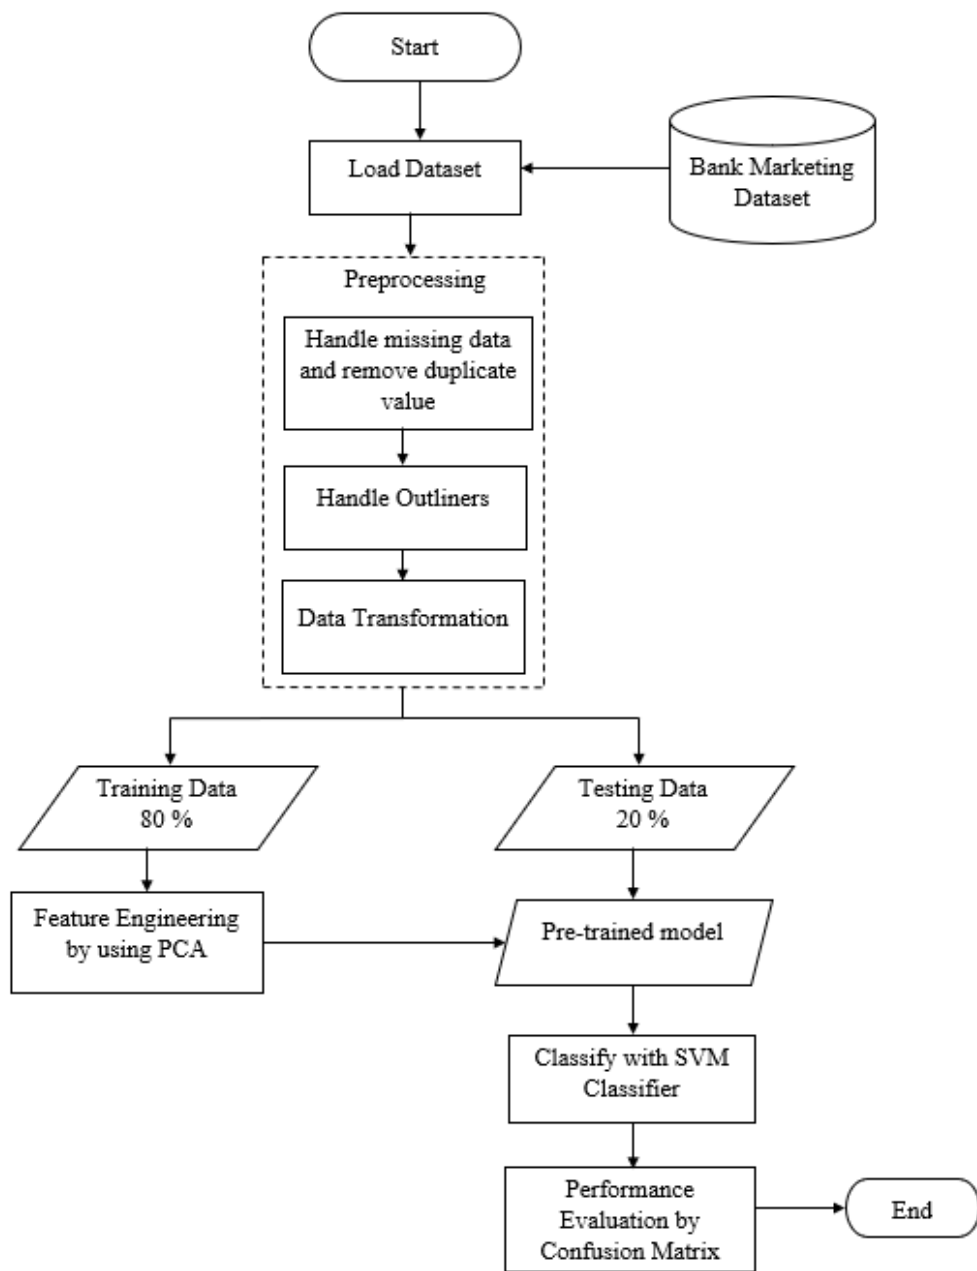 Start
Load Dataset
Bank Marketing
Dataset
Preprocessing
Handle missing data
and remove duplicate
value
Handle Outliners
Data Transformation
Training Data
80 %
Testing Data
20 %
Feature Engineering
by using PCA
Pre-trained model
Classify with SVM
Classifier
Performance
Evaluation by
Confusion Matrix
End